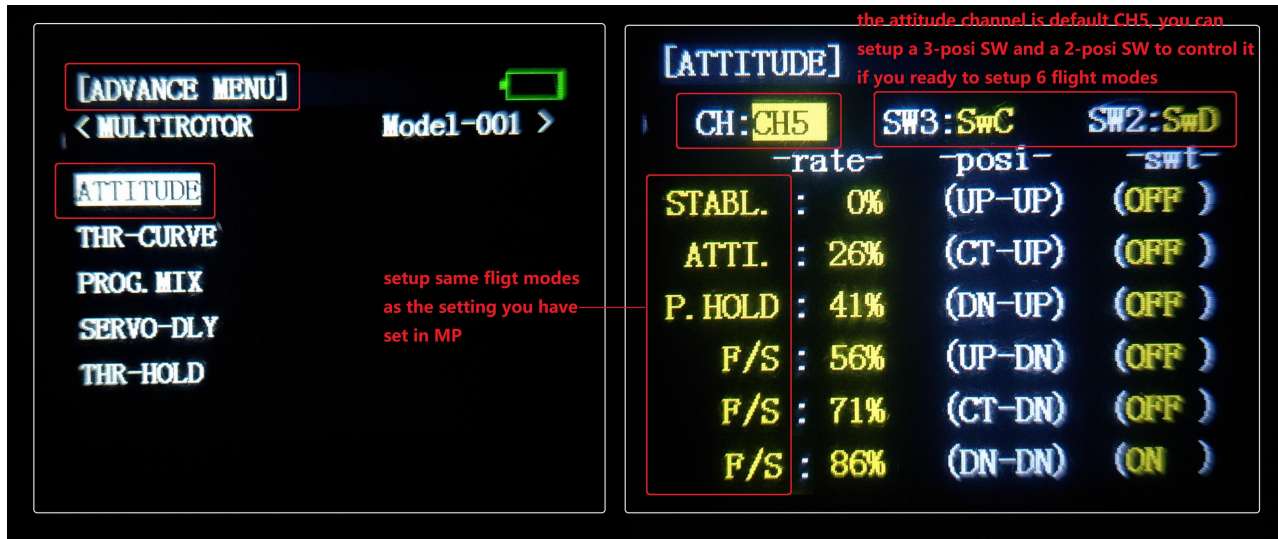 [ADVANCE MENU]
< MULTIROTOR Model-001 >
ATTITUDE
THR-CURVE
PROG.MIX
SERVO-DLY
THR-HOLD
setup same fligt modes
as the setting you have
set in MP
the attitude channel is default CH5, you can
setup a 3-posi SW and a 2-posi SW to control it
if you ready to setup 6 flight modes
[ATTITUDE]
CH:CH5 SW3:SwC SW2:SwD
-rate- -posi- -swt-
STABL. : 0% (UP-UP) (OFF )
ATTI. : 26% (CT-UP) (OFF )
P.HOLD : 41% (DN-UP) (OFF )
F/S : 56% (UP-DN) (OFF )
F/S : 71% (CT-DN) (OFF )
F/S : 86% (DN-DN) (ON )